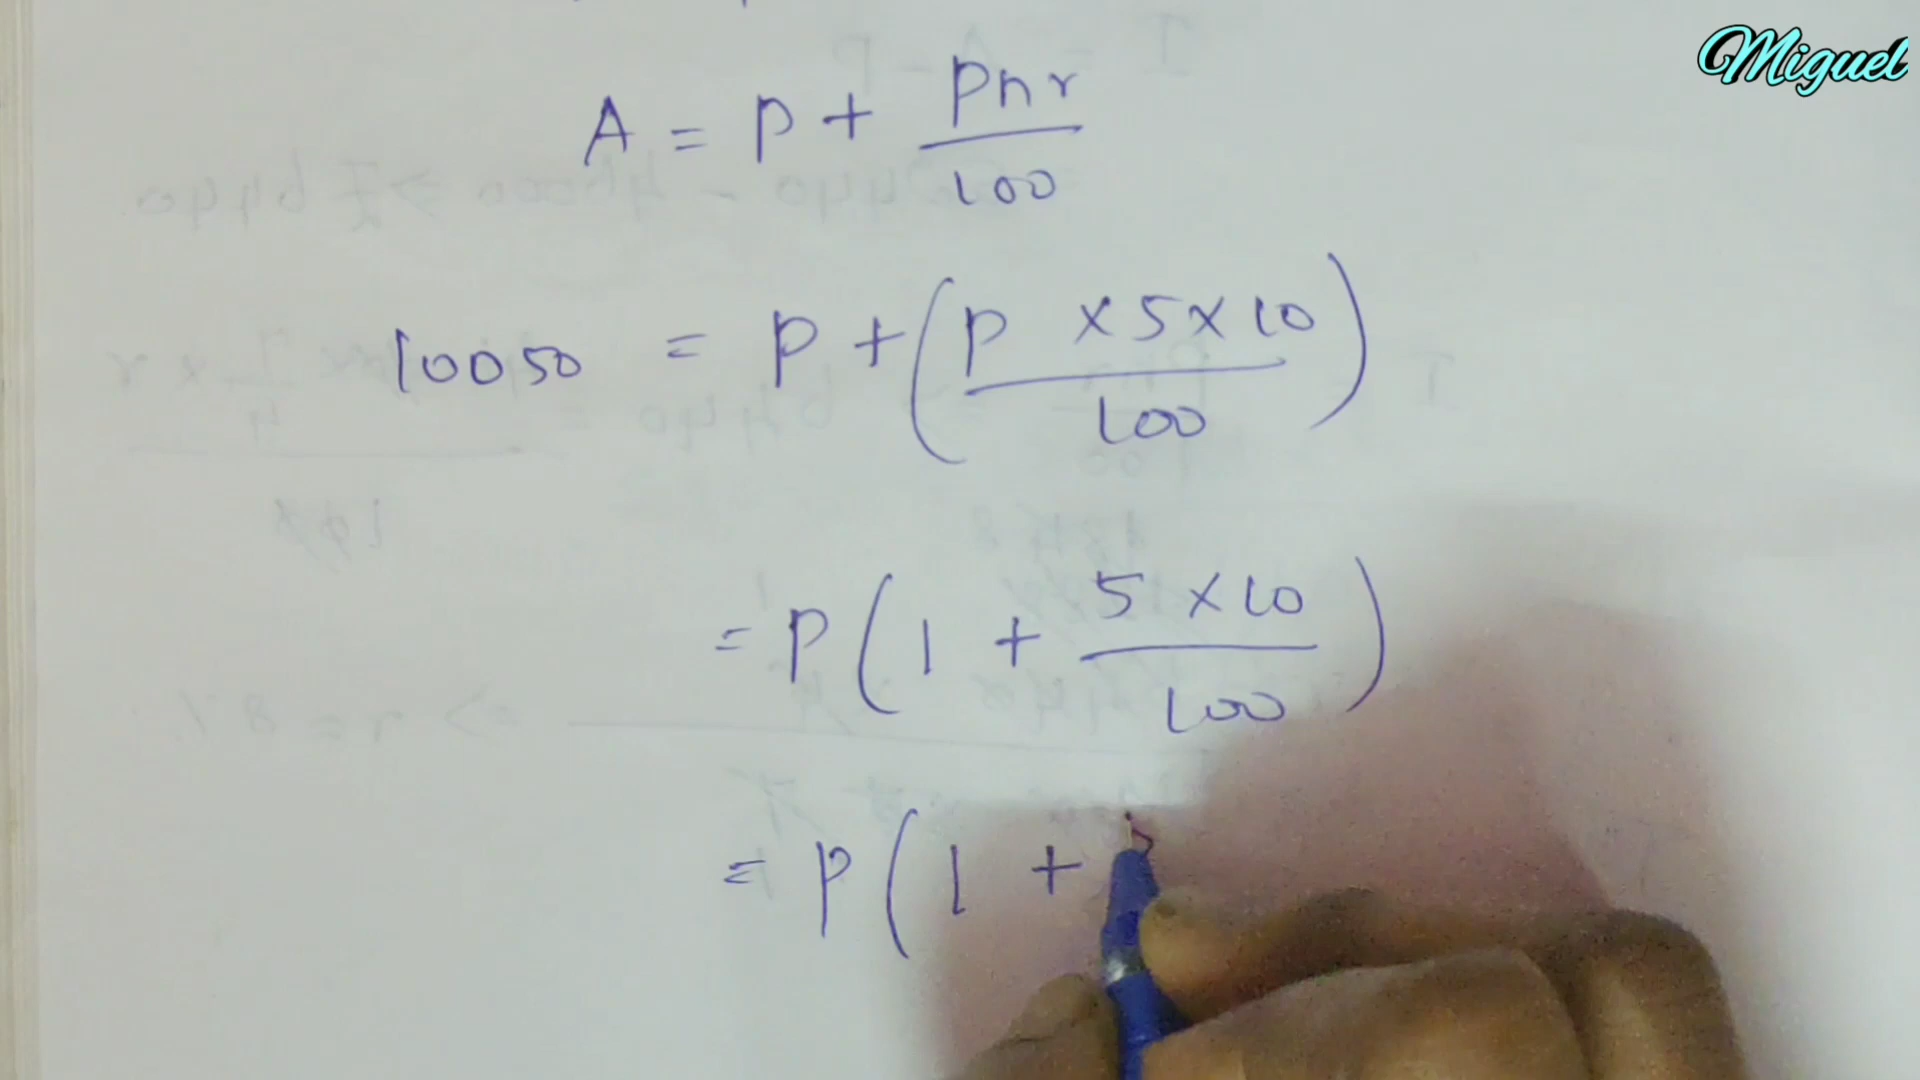 Miguel
A = P + Pnr/100
10050 = P + (P × 5 × 10/100)
= P (1 + 5 × 10/100)
= P ( 1 +